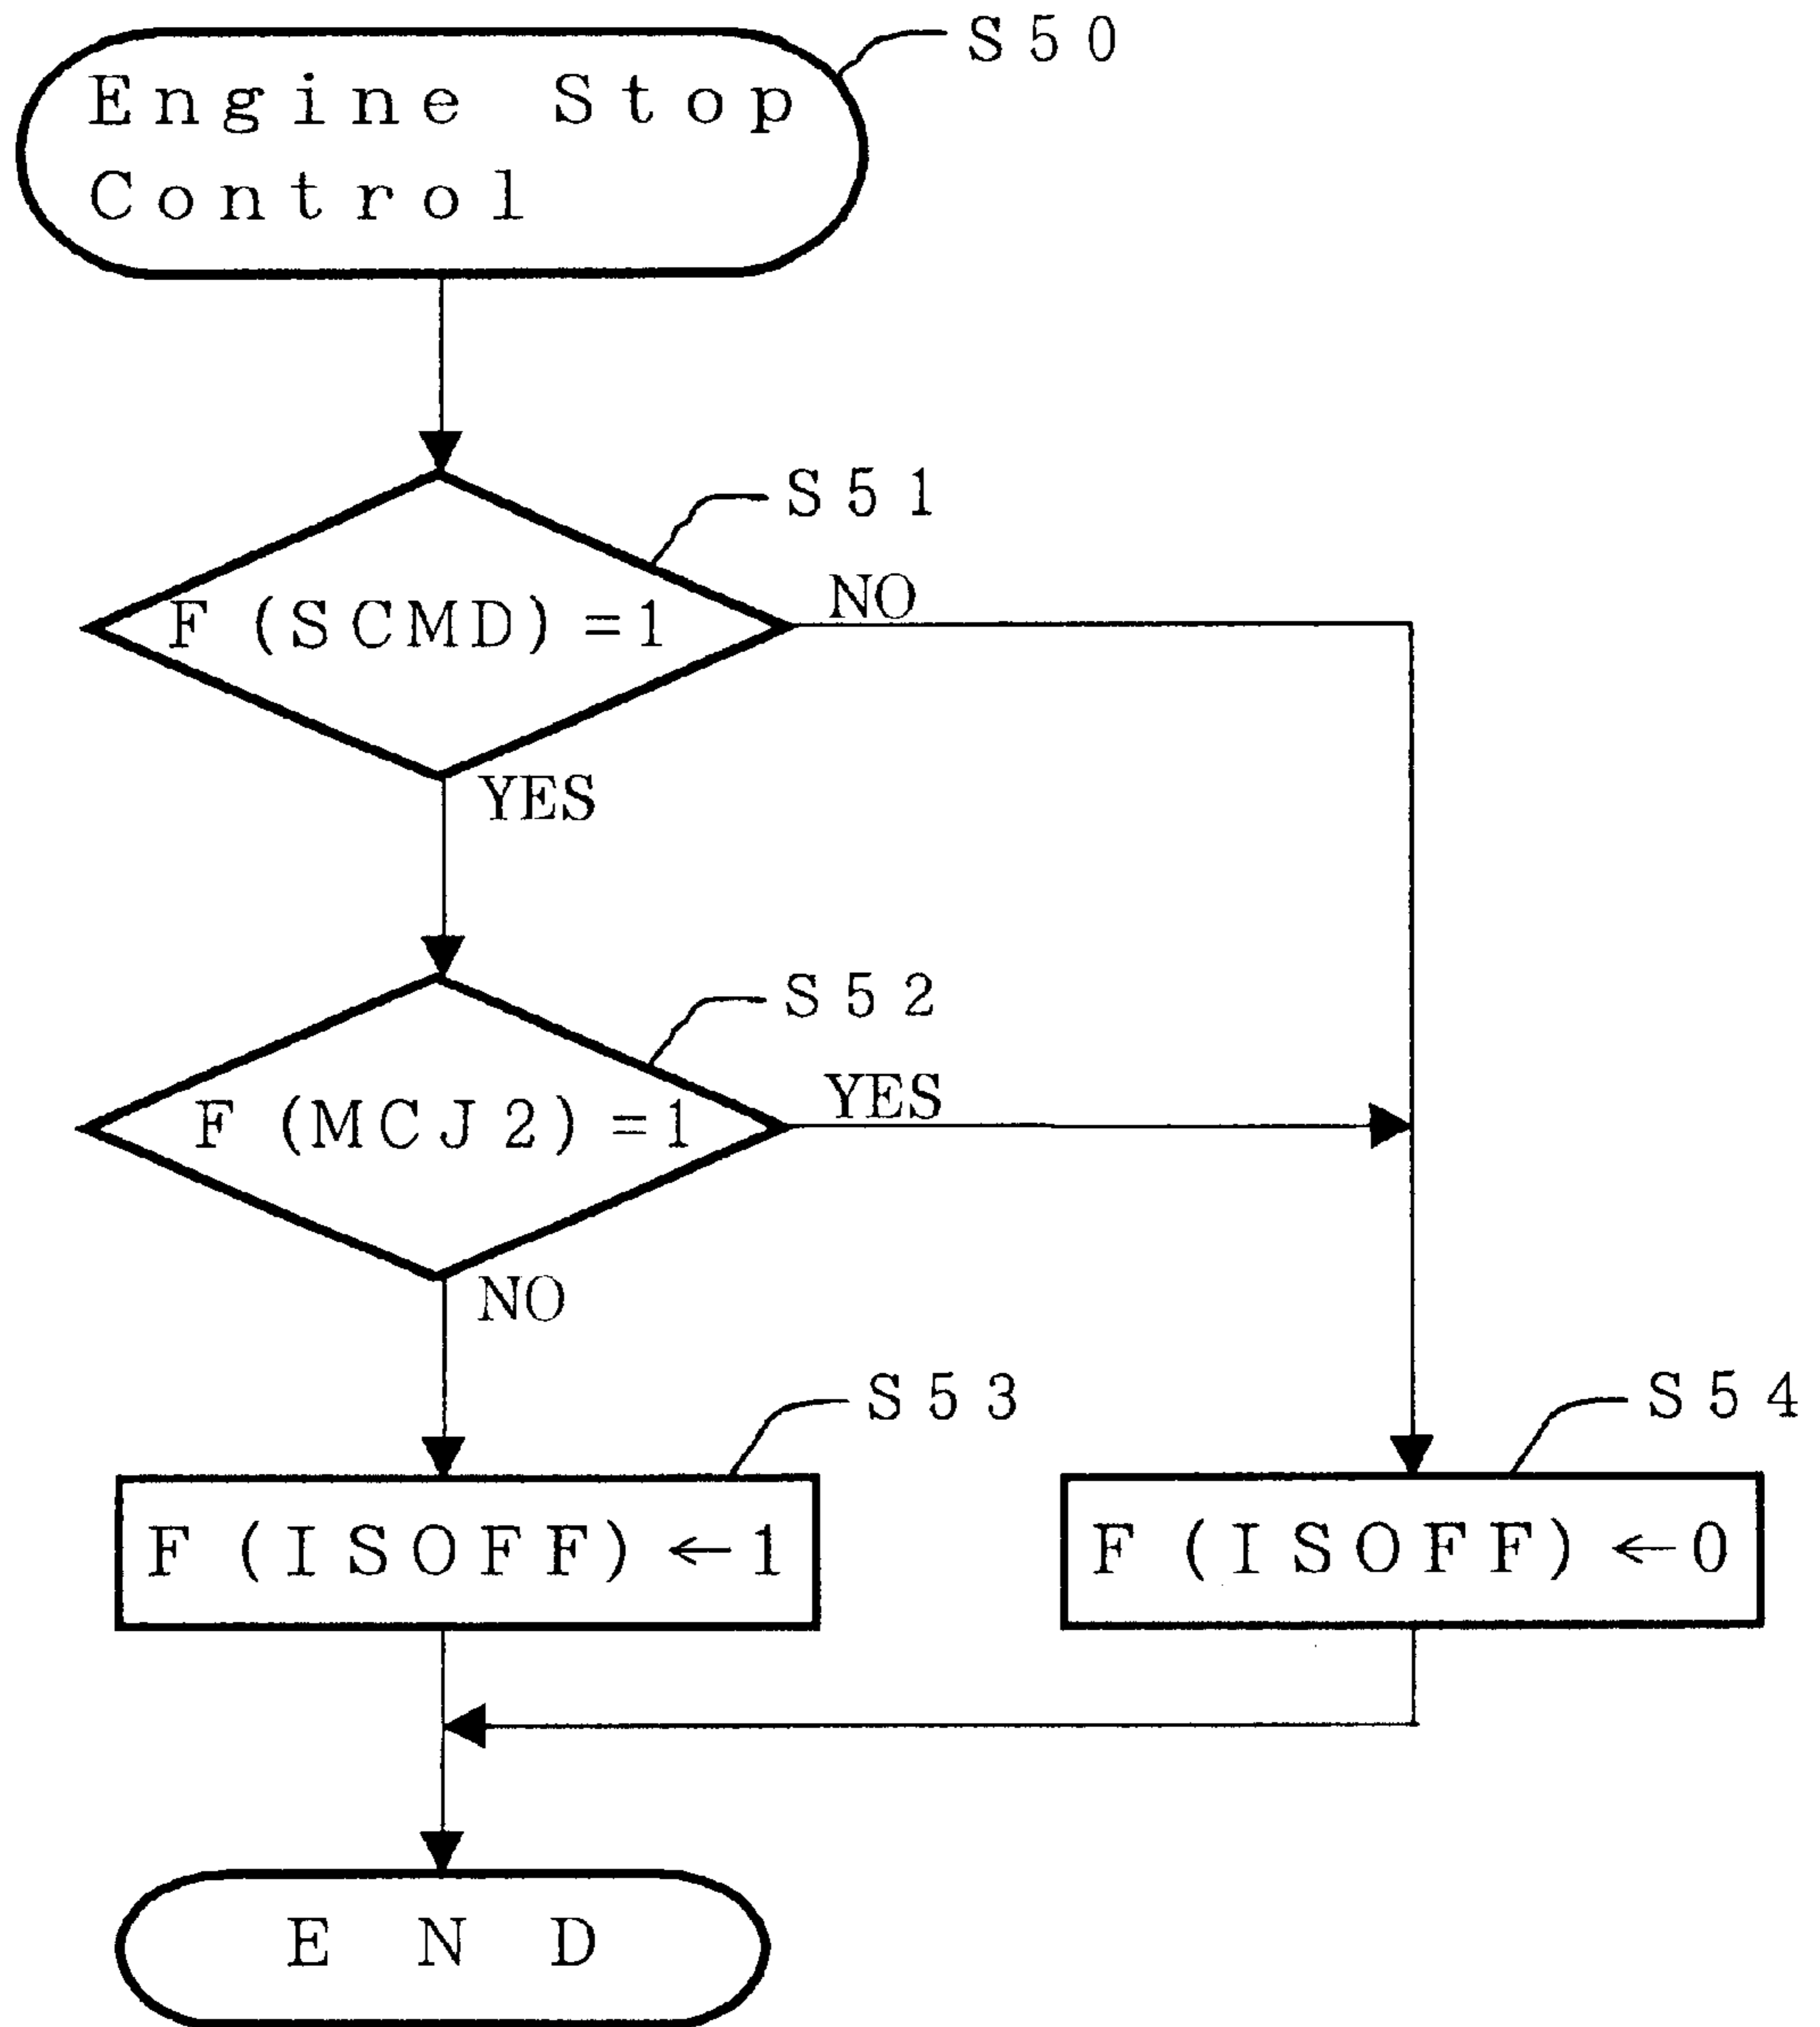 S50
Engine Stop
Control
S51
F (SCMD) =1
NO
YES
S52
F (MCJ2) =1
YES
NO
S53
F (ISOFF) ←1
S54
F (ISOFF) ←0
END